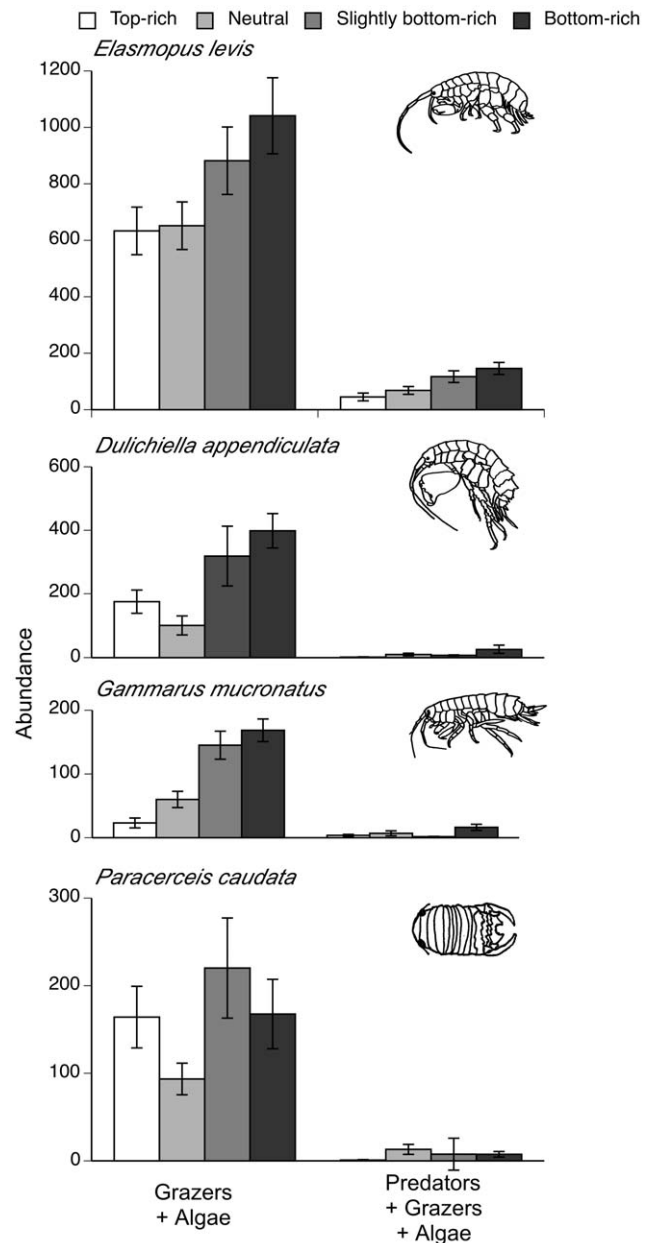 Top-rich Neutral Slightly bottom-rich Bottom-rich
Elasmopus levis
1200
1000
800
600
400
200
0
Dulichiella appendiculata
600
400
200
0
Gammarus mucronatus
200
100
0
Paracerceis caudata
300
200
100
0
Abundance
Grazers
+ Algae
Predators
+ Grazers
+ Algae